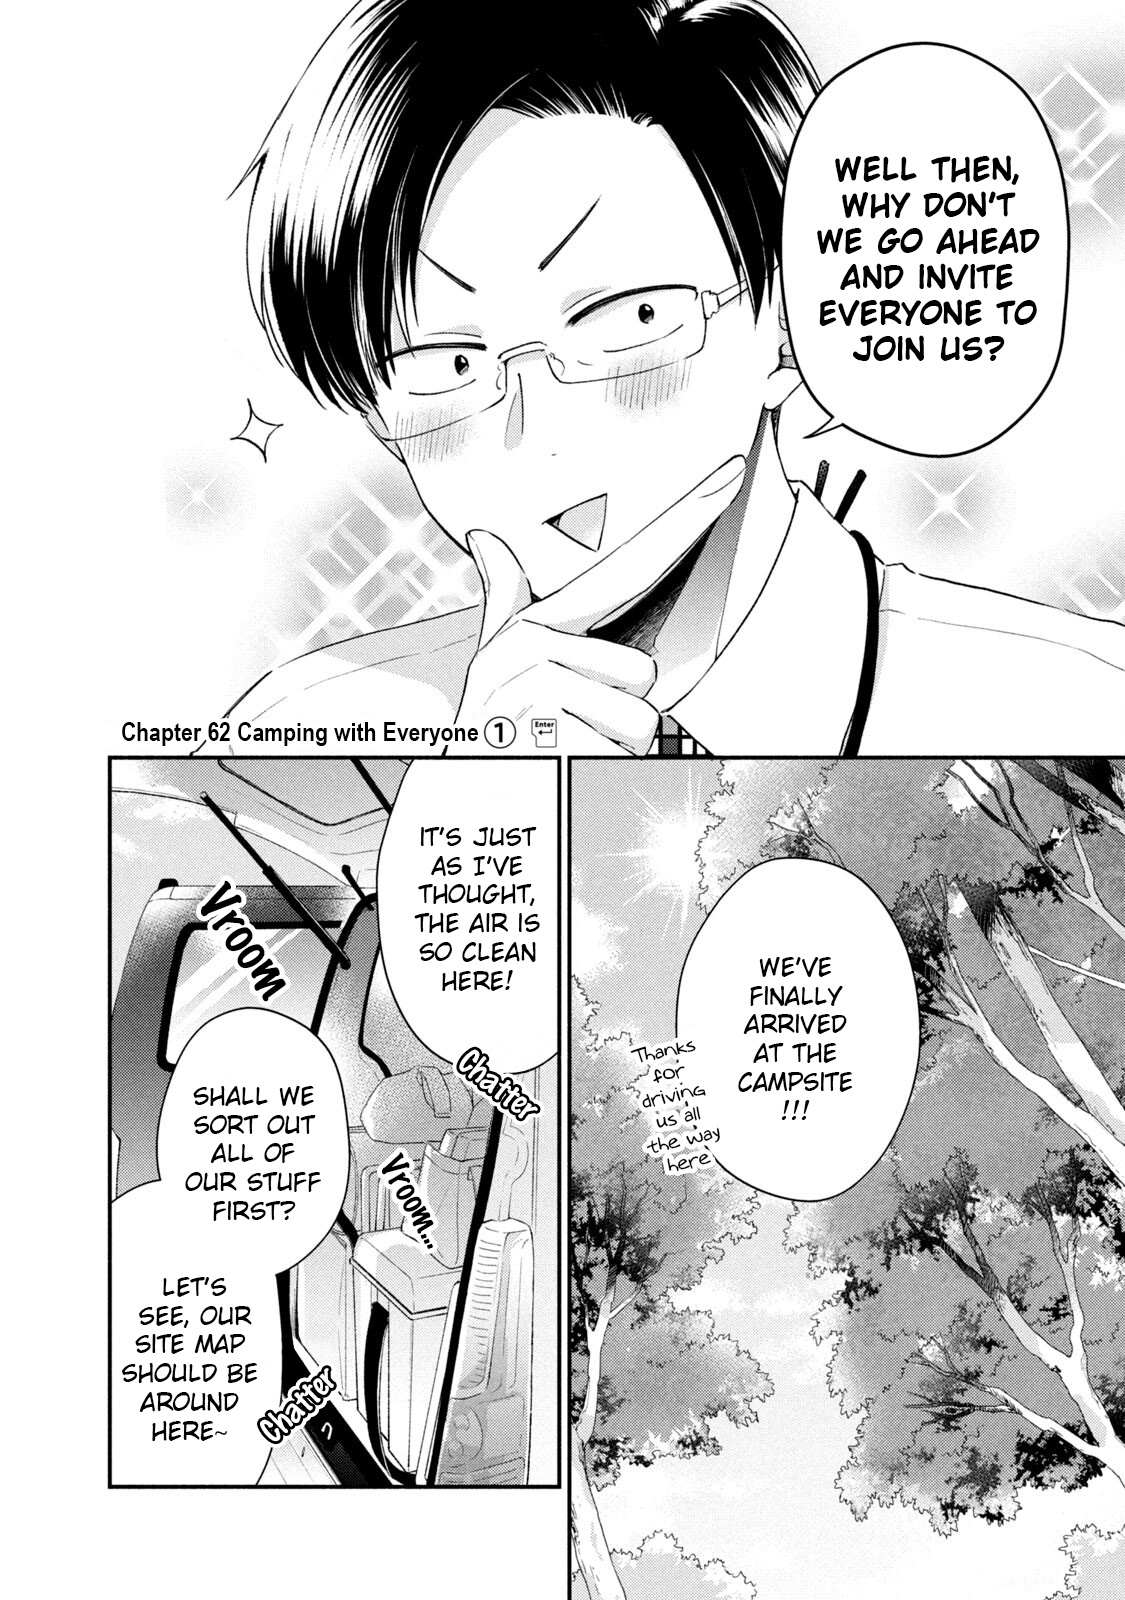 WELL THEN,
WHY DON'T
WE GO AHEAD
AND INVITE
EVERYONE TO
JOIN US?
Chapter 62 Camping with Everyone 1
Enter
WE'VE
FINALLY
ARRIVED
AT THE
CAMPSITE
!!!
Thanks
for
driving
us all
the way
here
IT'S JUST
AS I'VE
THOUGHT,
THE AIR IS
SO CLEAN
HERE!
Vroom
Chatter
SHALL WE
SORT OUT
ALL OF
OUR STUFF
FIRST?
Vroom...
LET'S
SEE, OUR
SITE MAP
SHOULD BE
AROUND
HERE~
Chatter